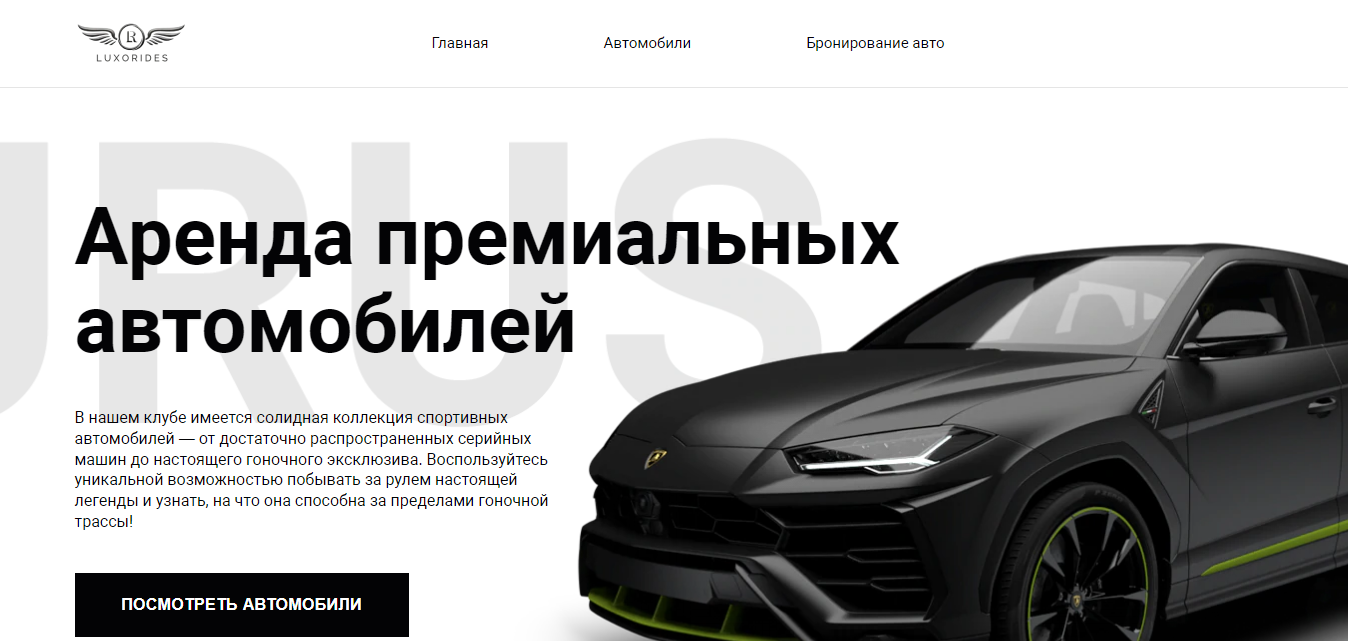 LR
LUXORIDES
Главная
Автомобили
Бронирование авто
URUS
Аренда премиальных
автомобилей
В нашем клубе имеется солидная коллекция спортивных
автомобилей — от достаточно распространенных серийных
машин до настоящего гоночного эксклюзива. Воспользуйтесь
уникальной возможностью побывать за рулем настоящей
легенды и узнать, на что она способна за пределами гоночной
трассы!
ПОСМОТРЕТЬ АВТОМОБИЛИ